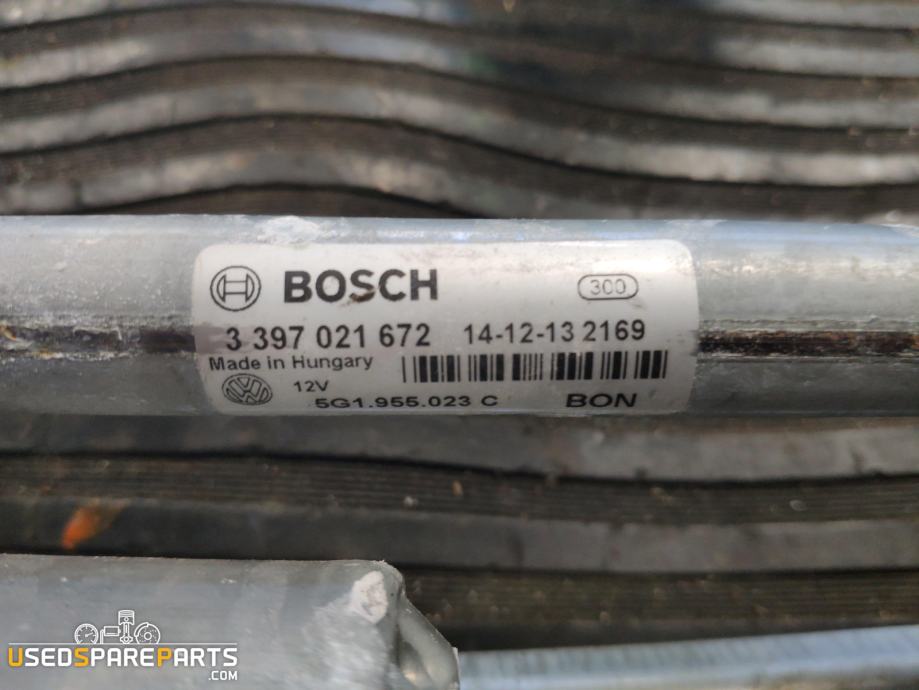 BOSCH
300
3 397 021 672 14-12-13 2169
Made in Hungary
12V
5G1.955.023 C BON
USEDSPAREPARTS
.COM